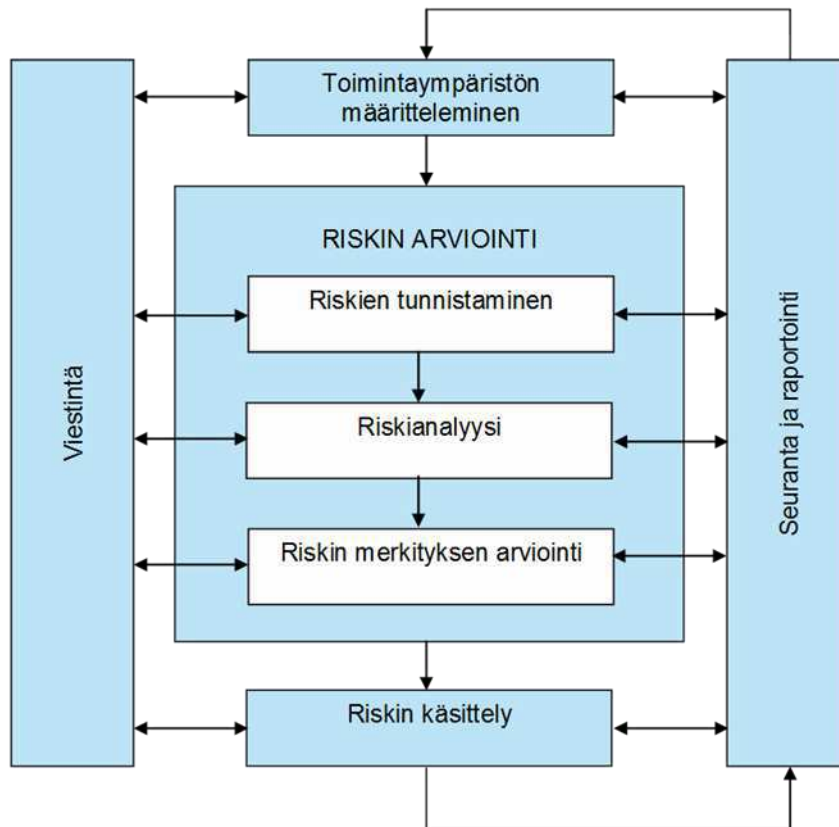 Toimintaympäristön
määritteleminen
RISKIN ARVIOINTI
Riskien tunnistaminen
Riskianalyysi
Riskin merkityksen arviointi
Riskin käsittely
Viestintä
Seuranta ja raportointi